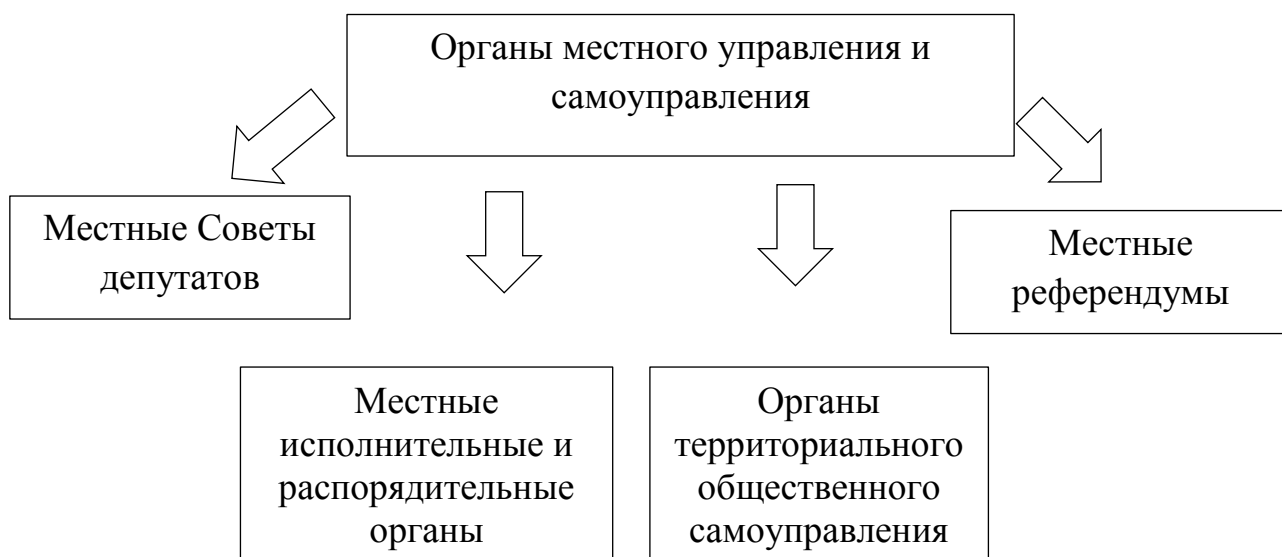 Органы местного управления и
самоуправления
Местные Советы
депутатов
Местные
референдумы
Местные
исполнительные и
распорядительные
органы
Органы
территориального
общественного
самоуправления